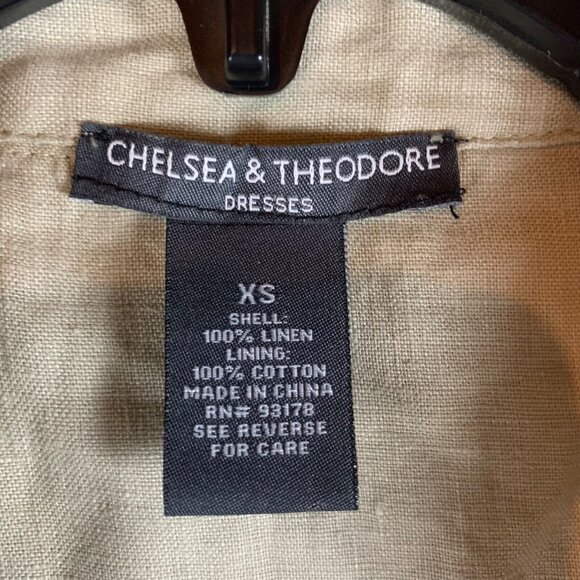 CHELSEA & THEODORE
DRESSES
XS
SHELL:
100% LINEN
LINING:
100% COTTON
MADE IN CHINA
RN# 93178
SEE REVERSE
FOR CARE